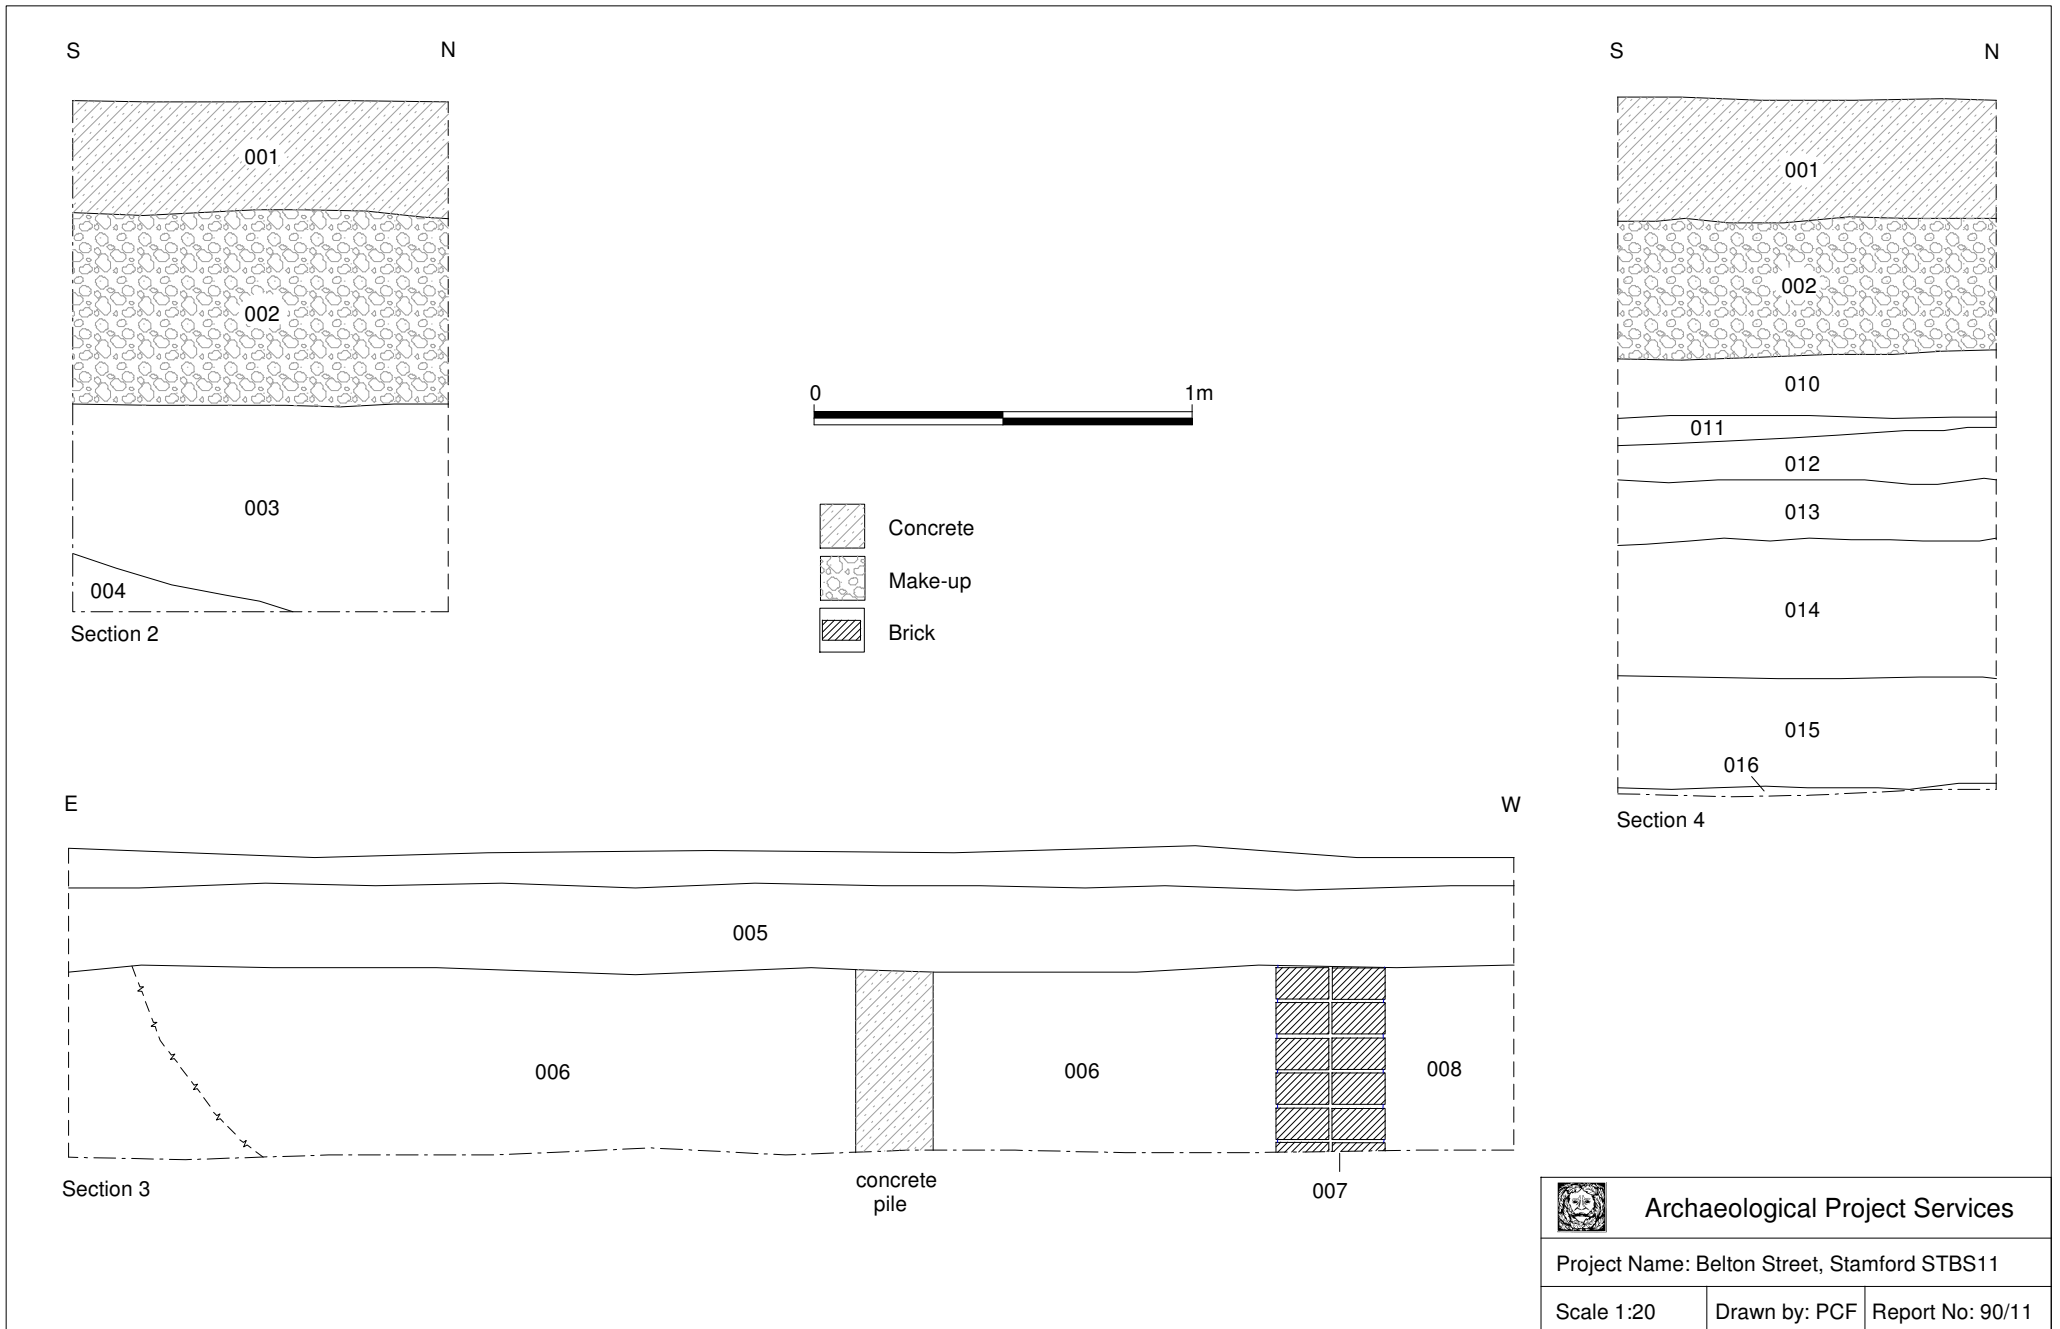 S N
001
002
003
004
Section 2
0 1m
Concrete
Make-up
Brick
S N
001
002
010
011
012
013
014
015
016
Section 4
E W
005
006
006
008
concrete
pile
007
Section 3
Archaeological Project Services
Project Name: Belton Street, Stamford STBS11
Scale 1:20 Drawn by: PCF Report No: 90/11